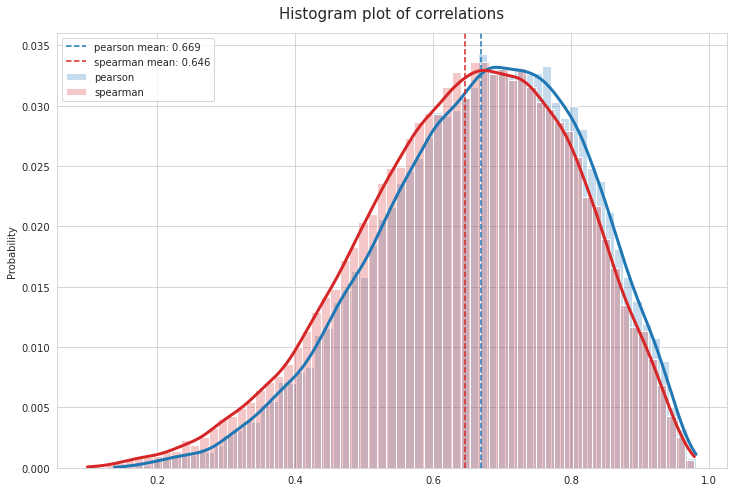 Histogram plot of correlations
pearson mean: 0.669
spearman mean: 0.646
pearson
spearman
Probability
0.035
0.030
0.025
0.020
0.015
0.010
0.005
0.000
0.2
0.4
0.6
0.8
1.0